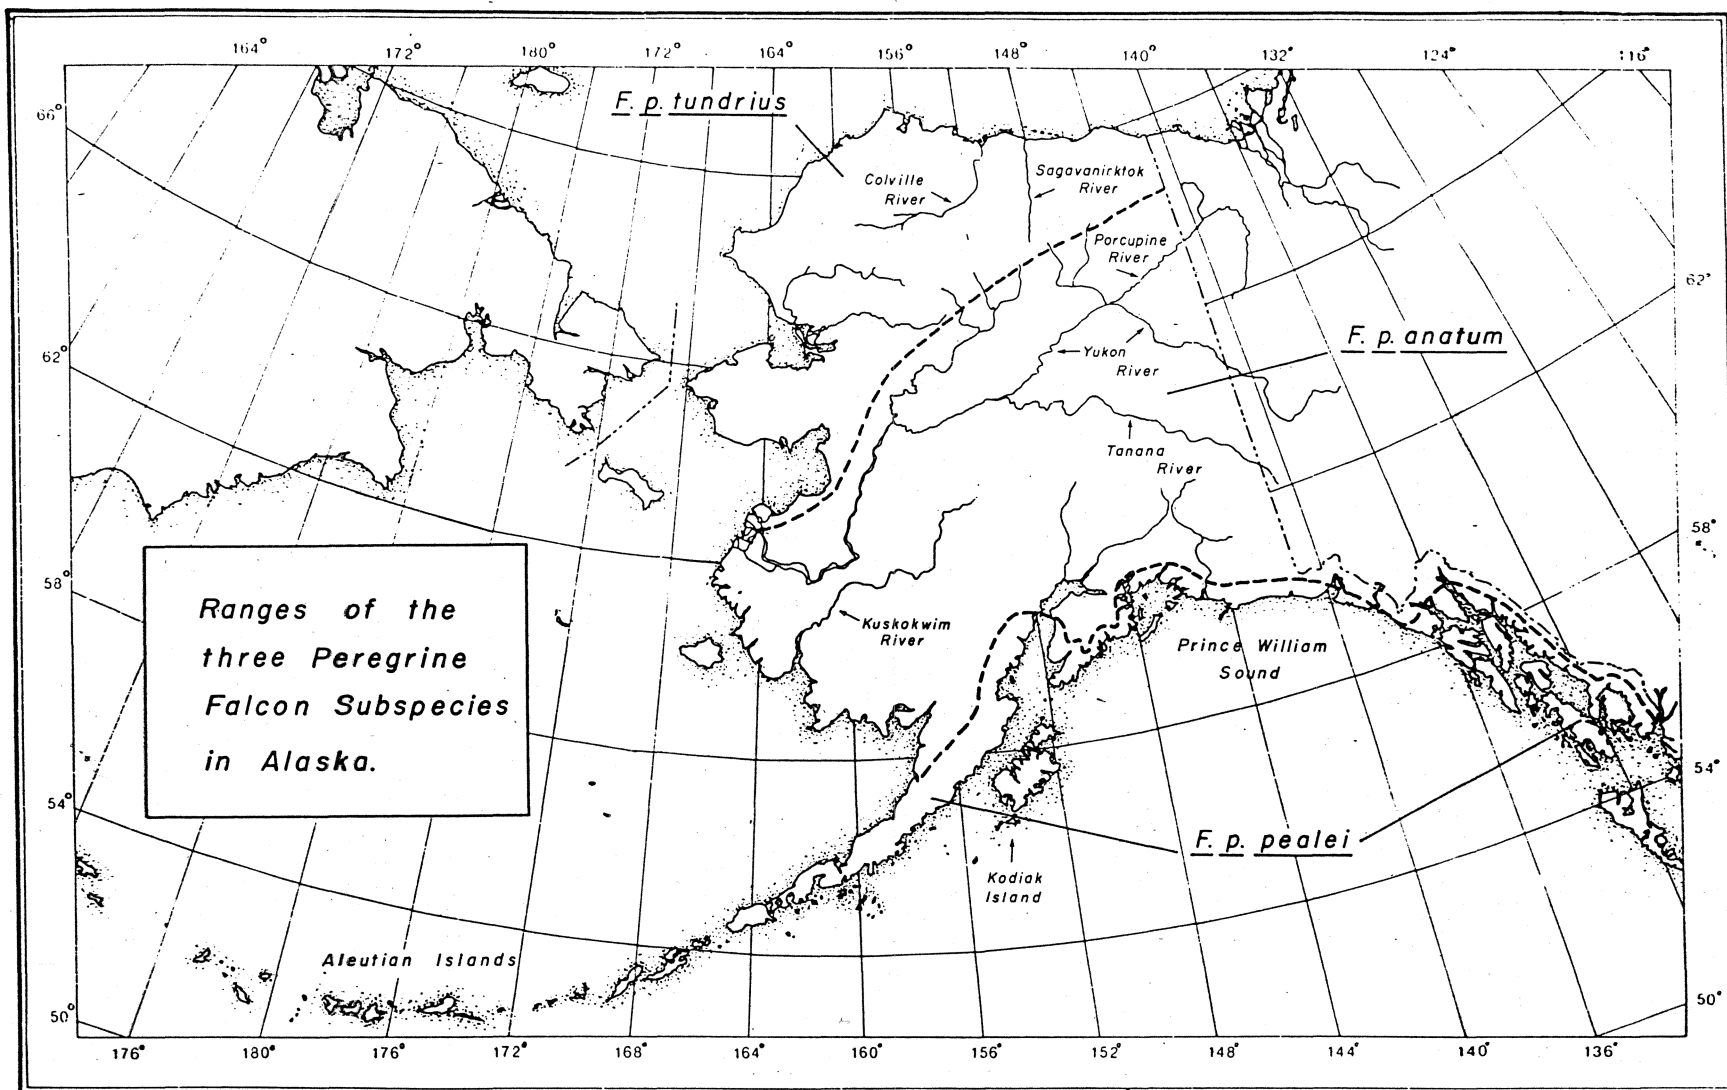 164° 172° 180° 172° 164° 156° 148° 140° 132° 124° 116°
66°
F. p. tundrius
Colville
River
Sagavanirktok
River
Porcupine
River
62°
F. p. anatum
62°
Yukon
River
Tanana
River
58°
58°
Ranges of the
three Peregrine
Falcon Subspecies
in Alaska.
Kuskokwim
River
Prince William
Sound
54°
54°
F. p. pealei
Kodiak
Island
Aleutian Islands
50°
50°
176° 180° 176° 172° 168° 164° 160° 156° 152° 148° 144° 140° 136°